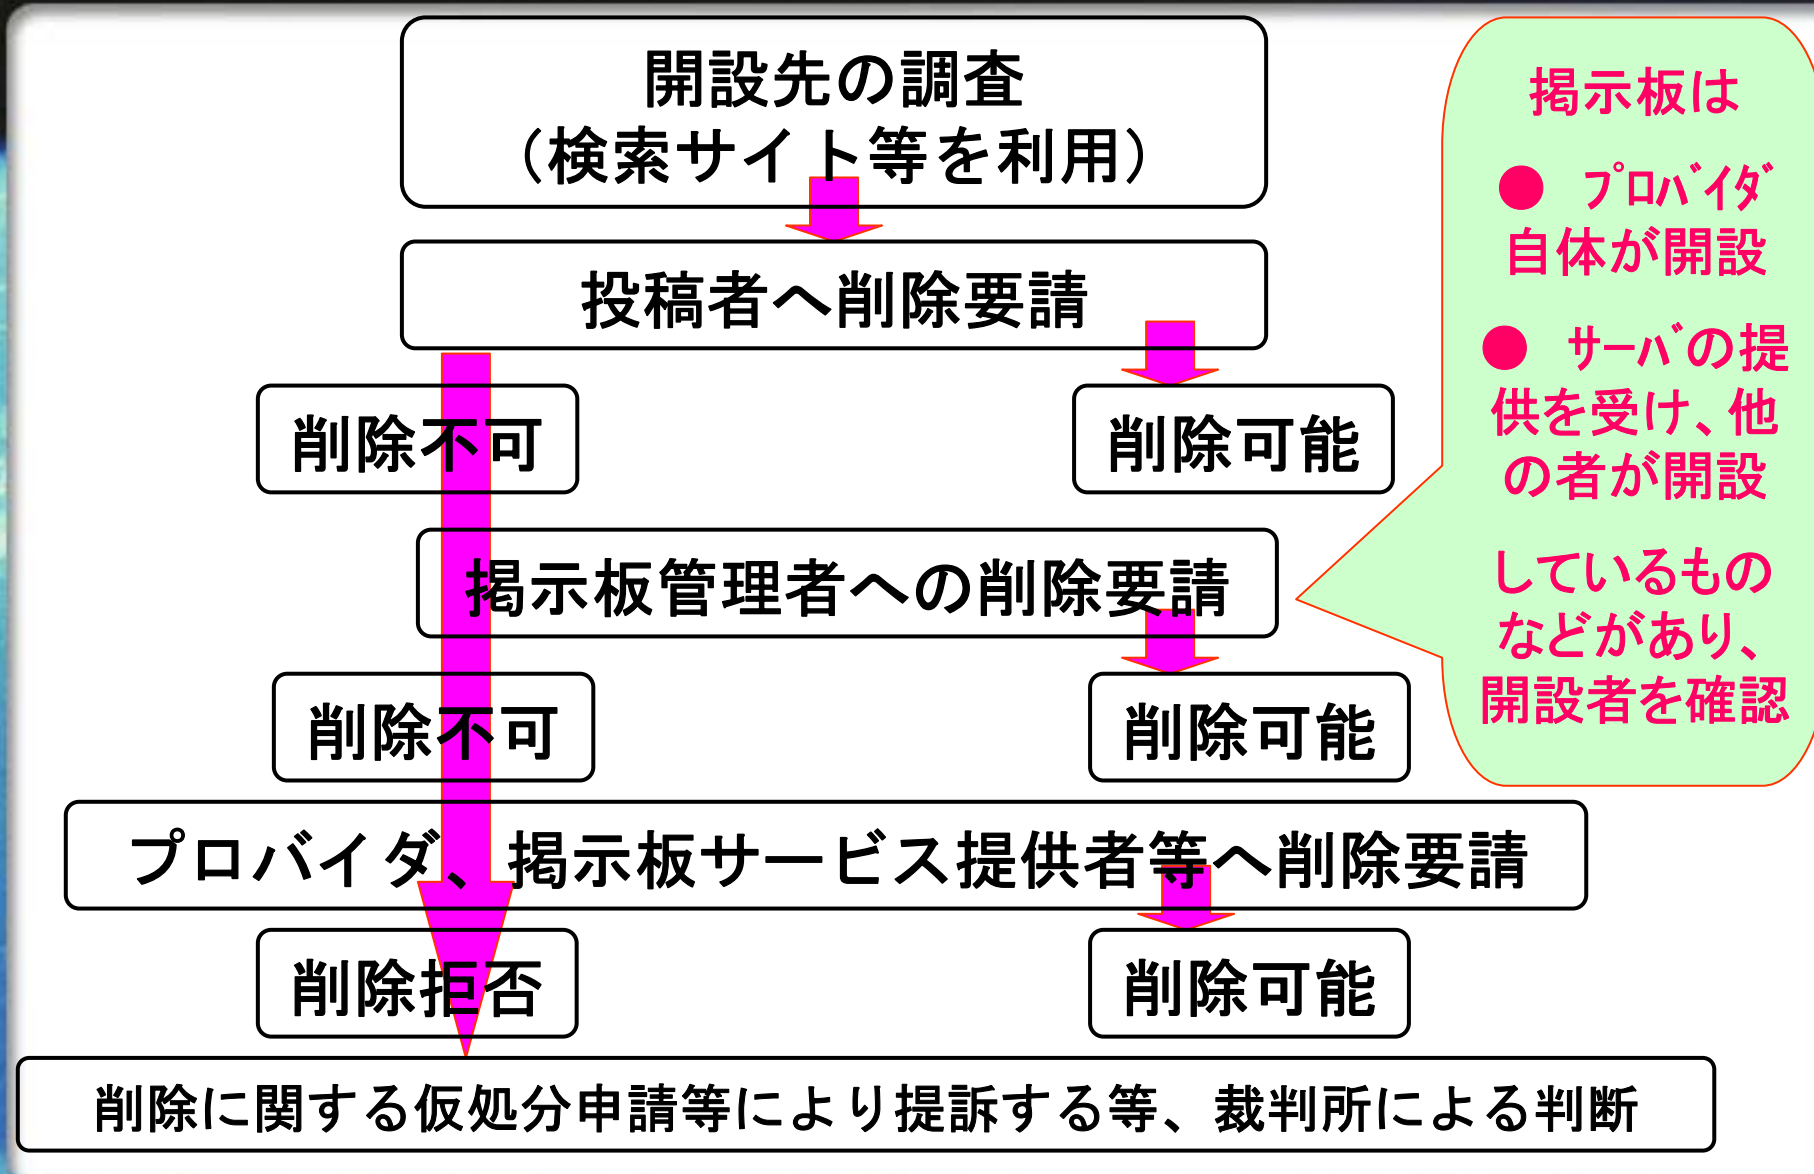 開設先の調査
（検索サイト等を利用）
投稿者へ削除要請
削除不可
削除可能
掲示板管理者への削除要請
削除不可
削除可能
プロバイダ、掲示板サービス提供者等へ削除要請
削除拒否
削除可能
削除に関する仮処分申請等により提訴する等、裁判所による判断
掲示板は
● ﾌﾟﾛﾊﾞｲﾀﾞ
自体が開設
● ｻｰﾊﾞの提
供を受け、他
の者が開設
しているもの
などがあり、
開設者を確認